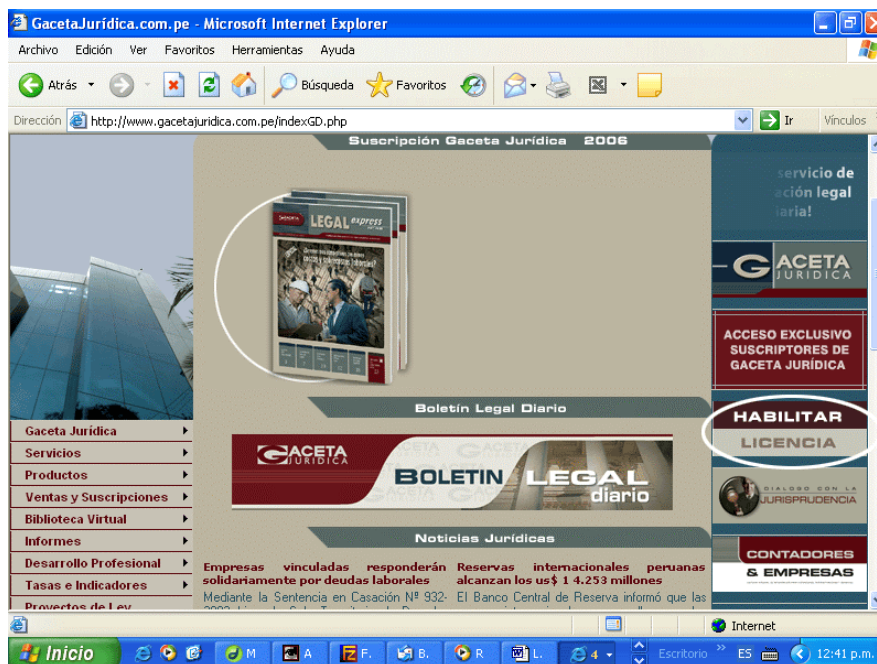 GacetaJurídica.com.pe - Microsoft Internet Explorer
Archivo Edición Ver Favoritos Herramientas Ayuda
Atrás Búsqueda Favoritos
Dirección http://www.gacetajuridica.com.pe/indexGD.php Ir Vínculos
Suscripción Gaceta Jurídica 2006
servicio de
ación legal
iaria!
LEGAL express
GACETA
JURIDICA
ACCESO EXCLUSIVO
SUSCRIPTORES DE
GACETA JURÍDICA
HABILITAR
LICENCIA
DIALOGO CON LA
JURISPRUDENCIA
CONTADORES
& EMPRESAS
Gaceta Jurídica
Servicios
Productos
Ventas y Suscripciones
Biblioteca Virtual
Informes
Desarrollo Profesional
Tasas e Indicadores
Proyectos de Ley
Boletín Legal Diario
GACETA
JURIDICA
BOLETIN LEGAL
diario
Noticias Jurídicas
Empresas vinculadas responderán
solidariamente por deudas laborales
Mediante la Sentencia en Casación Nº 932-
Reservas internacionales peruanas
alcanzan los us$ 1 4.253 millones
El Banco Central de Reserva informó que las
Internet
Inicio M A F. B. R L. 4 Escritorio ES 12:41 p.m.